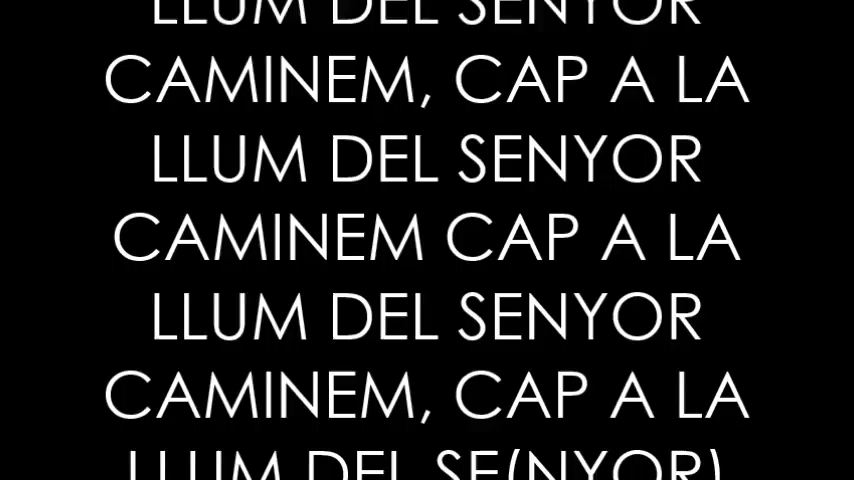 LLUM DEL SENYOR
CAMINEM, CAP A LA
LLUM DEL SENYOR
CAMINEM CAP A LA
LLUM DEL SENYOR
CAMINEM, CAP A LA
LLUM DEL SE(NYOR)